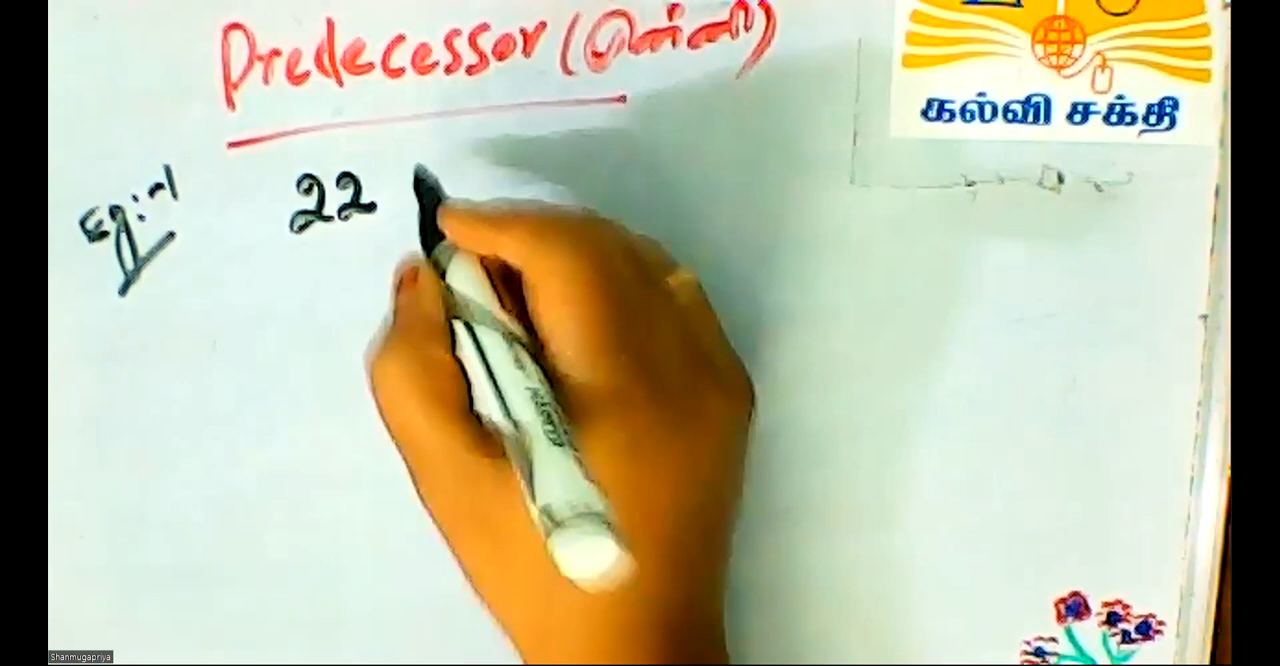 Predecessor (முன்னி)
கல்வி சக்தி
Eg:-1
22
Shanmugapriya